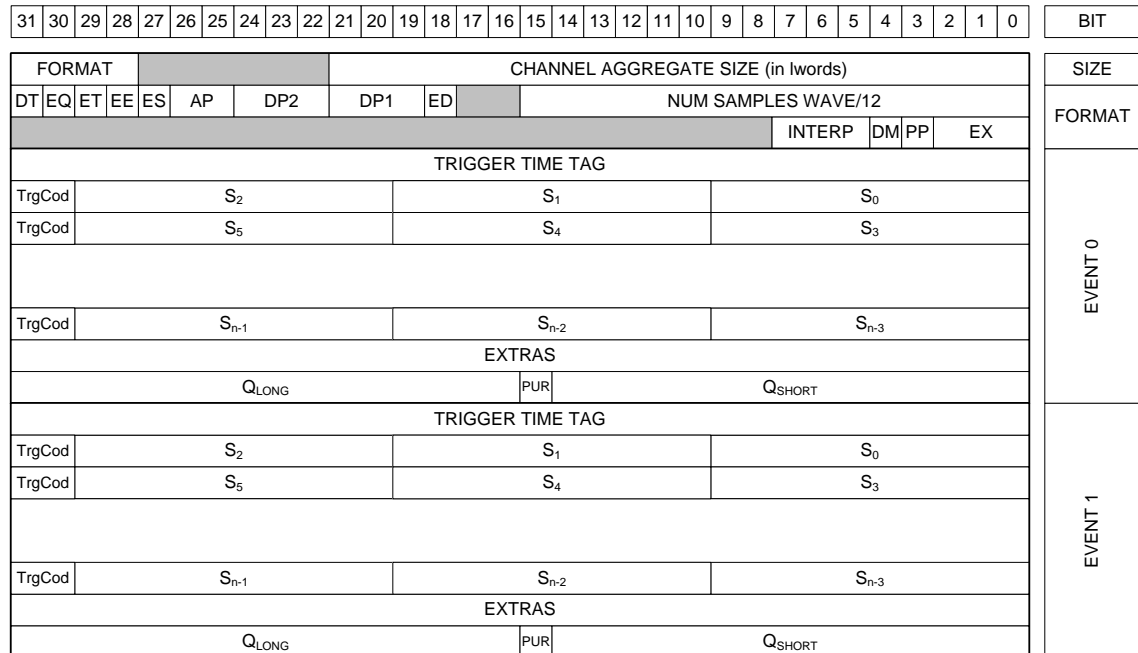 31 30 29 28 27 26 25 24 23 22 21 20 19 18 17 16 15 14 13 12 11 10 9 8 7 6 5 4 3 2 1 0 BIT
FORMAT CHANNEL AGGREGATE SIZE (in lwords) SIZE
DT EQ ET EE ES AP DP2 DP1 ED NUM SAMPLES WAVE/12
FORMAT
INTERP DM PP EX
TRIGGER TIME TAG
TrgCod S₂ S₁ S₀
TrgCod S₅ S₄ S₃
EVENT 0
TrgCod Sₙ₋₁ Sₙ₋₂ Sₙ₋₃
EXTRAS
Q_LONG PUR Q_SHORT
TRIGGER TIME TAG
TrgCod S₂ S₁ S₀
TrgCod S₅ S₄ S₃
EVENT 1
TrgCod Sₙ₋₁ Sₙ₋₂ Sₙ₋₃
EXTRAS
Q_LONG PUR Q_SHORT